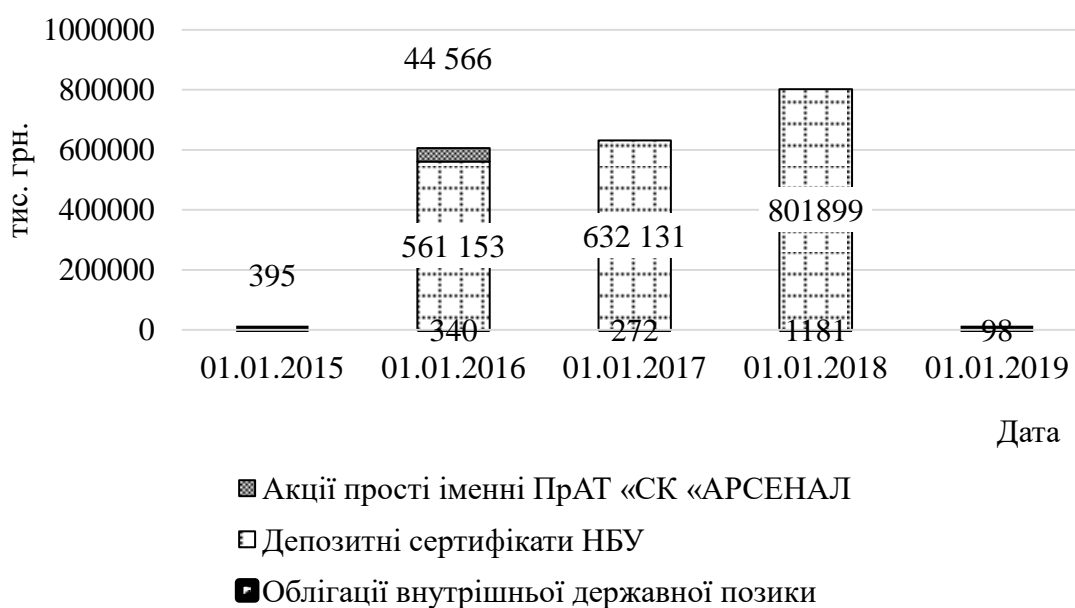 1000000
800000
600000
400000
200000
0
тис. грн.
44 566
395
561 153
632 131
801899
340
272
1181
98
01.01.2015 01.01.2016 01.01.2017 01.01.2018 01.01.2019
Дата
Акції прості іменні ПрАТ «СК «АРСЕНАЛ
Депозитні сертифікати НБУ
Облігації внутрішньої державної позики